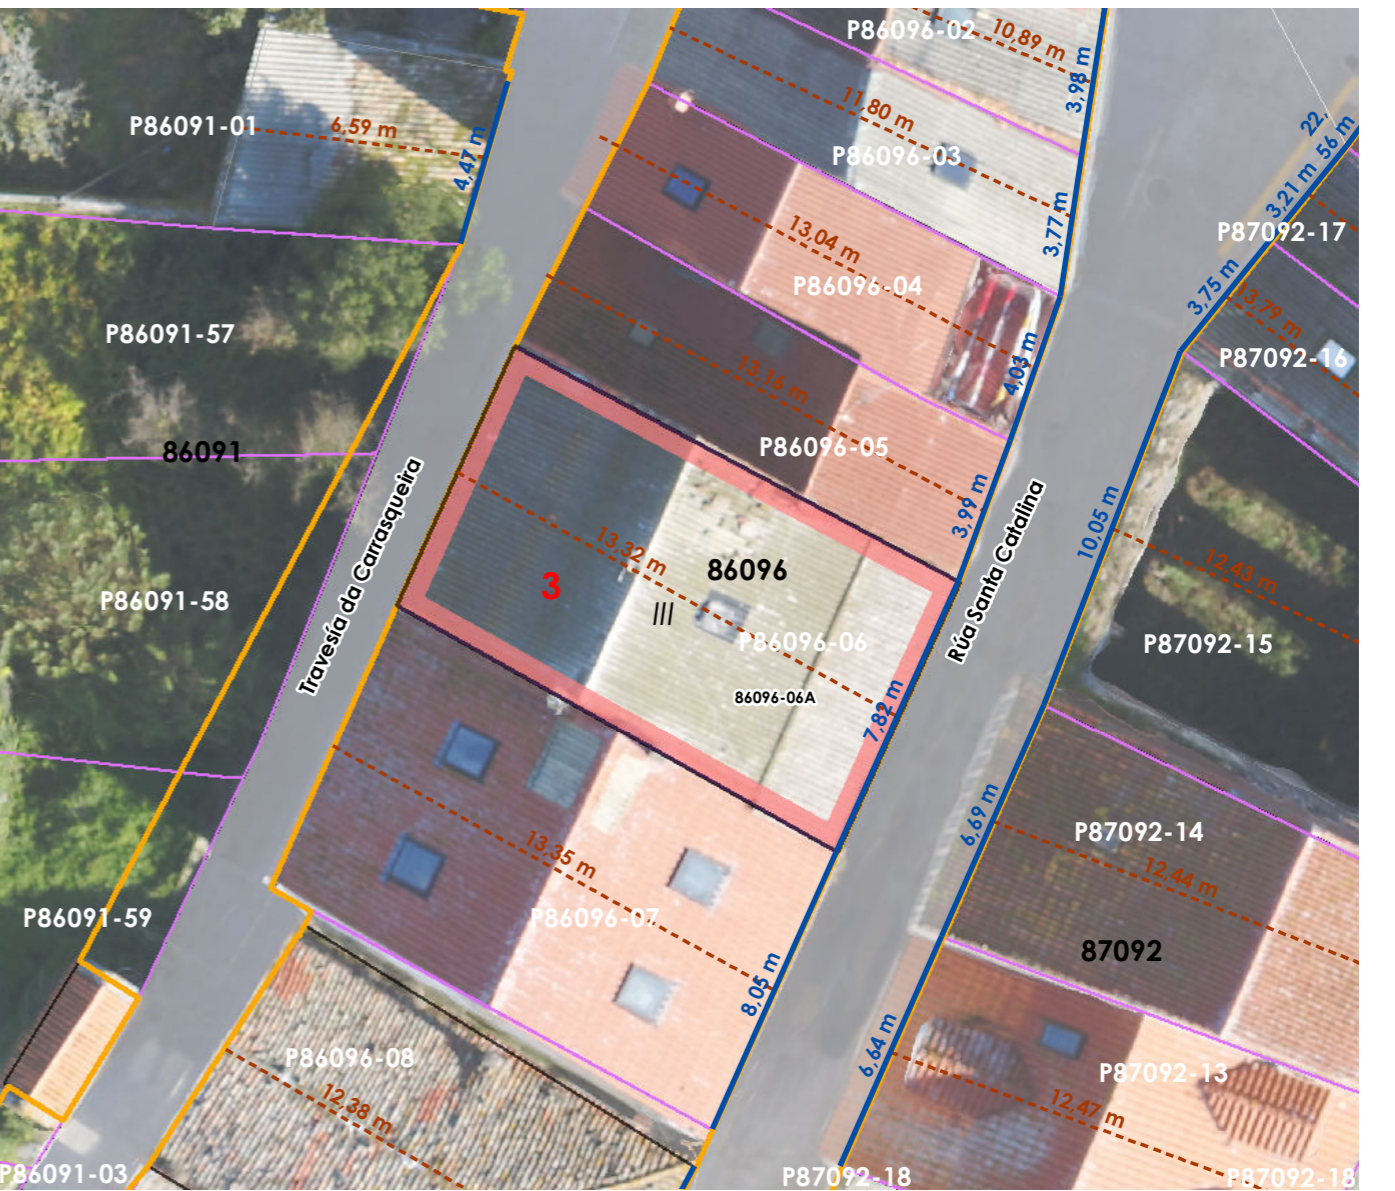 P86096-02
10,89 m
3,98 m
11,80 m
P86096-03
P86091-01
6,59 m
4,47 m
22,
56 m
3,21 m
P87092-17
3,77 m
13,04 m
P86096-04
3,75 m
13,79 m
P87092-16
P86091-57
4,03 m
13,16 m
P86096-05
86091
Travesía da Carrasqueira
3,99 m
Rúa Santa Catalina
10,05 m
12,43 m
13,32 m
86096
3
III
P86096-06
P86091-58
P87092-15
86096-06A
7,82 m
6,69 m
P87092-14
12,44 m
13,35 m
P86096-07
P86091-59
87092
8,05 m
6,64 m
P86096-08
12,38 m
P87092-13
12,47 m
P86091-03
P87092-18
P87092-18